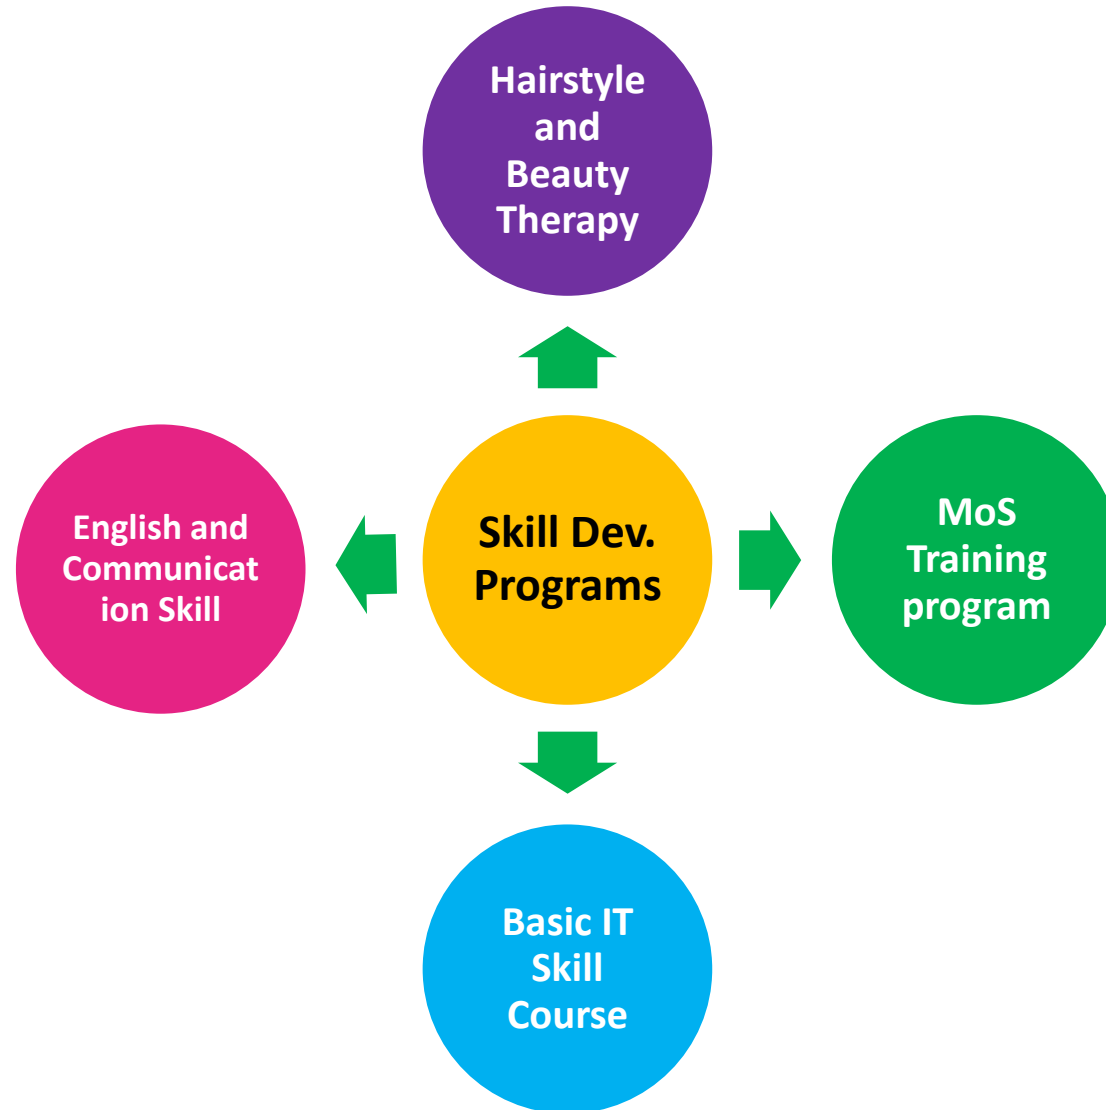 Hairstyle
and
Beauty
Therapy
English and
Communicat
ion Skill
Skill Dev.
Programs
MoS
Training
program
Basic IT
Skill
Course